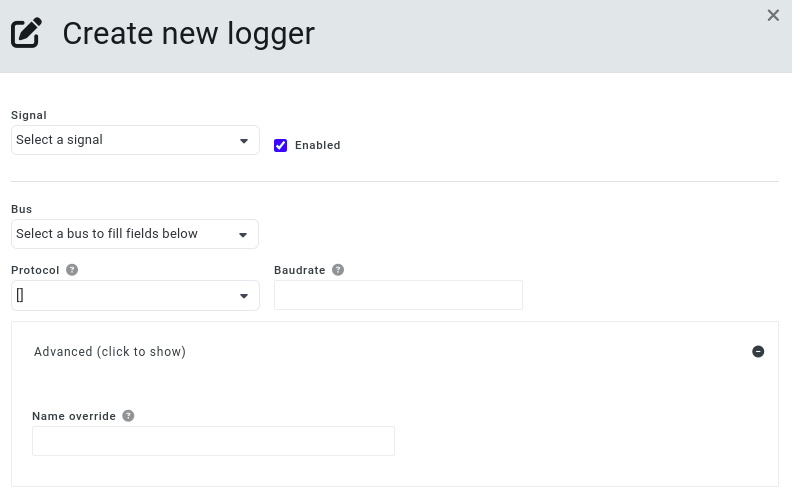 Create new logger
Signal
Select a signal
Enabled
Bus
Select a bus to fill fields below
Protocol ?
Baudrate ?
[]
Advanced (click to show)
Name override ?